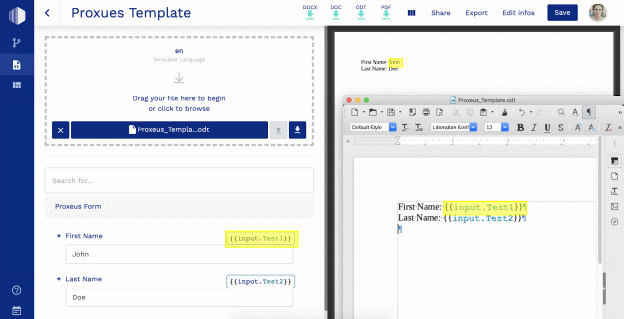 Proxues Template
DOCX
DOC
ODT
PDF
Share
Export
Edit infos
Save
en
Template Language
Drag your file here to begin
or click to browse
Proxeus_Templa...odt
Search for...
Proxeus Form
* First Name
{{input.Test1}}
John
* Last Name
{{input.Test2}}
Doe
First Name: John
Last Name: Doe
Proxeus_Template.odt
Default Style
Liberation Font
12
First Name: {{input.Test1}}¶
Last Name: {{input.Test2}}¶
¶